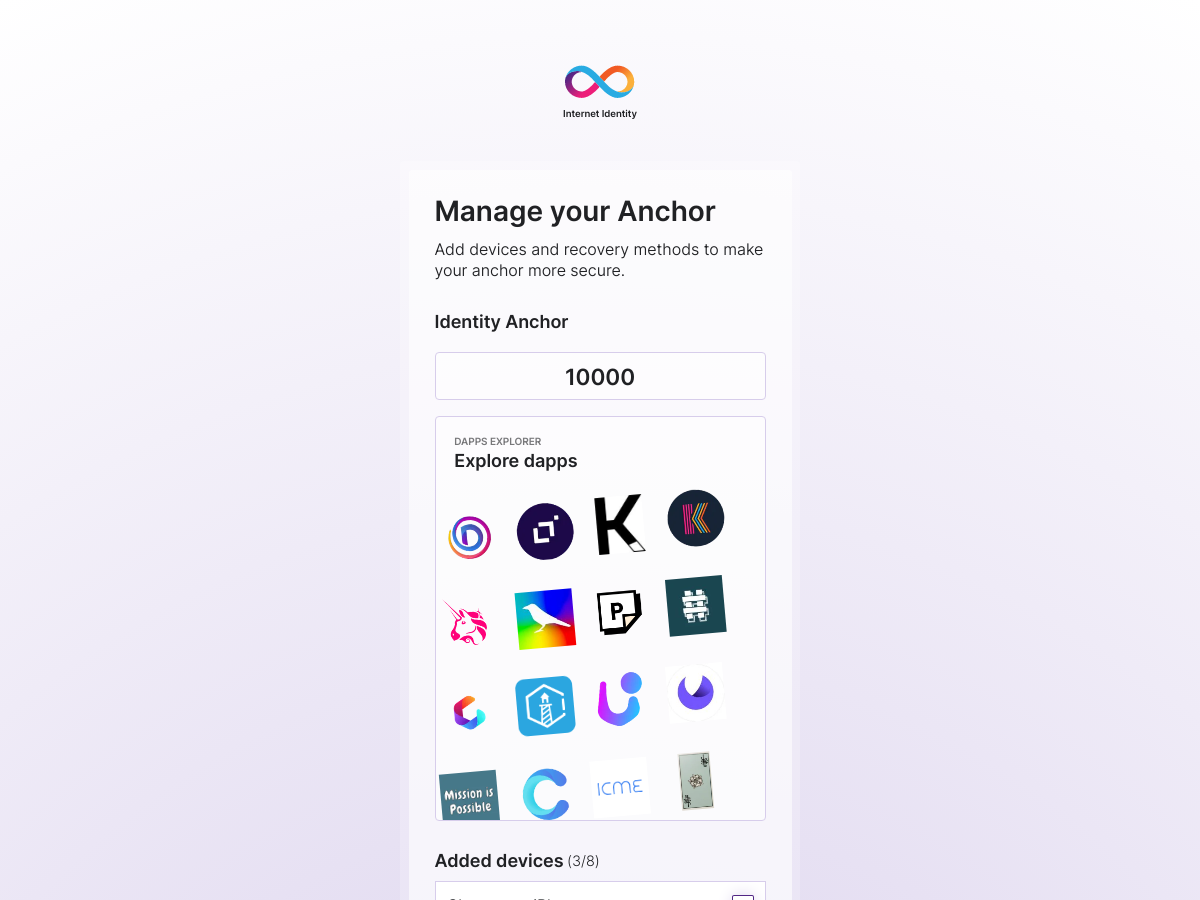 Internet Identity
Manage your Anchor
Add devices and recovery methods to make
your anchor more secure.
Identity Anchor
10000
DAPPS EXPLORER
Explore dapps
D
K
K
P
Mission is
Possible
C
ICME
Added devices (3/8)